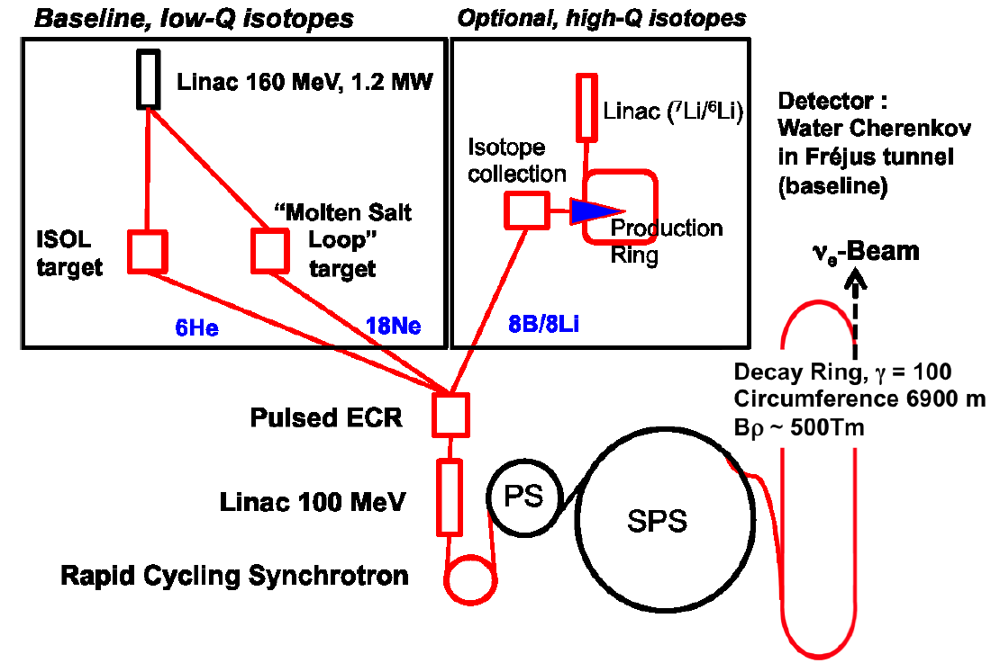 Baseline, low-Q isotopes
Optional, high-Q isotopes
Linac 160 MeV, 1.2 MW
Linac (⁷Li/⁶Li)
Isotope
collection
Production
Ring
ISOL
target
“Molten Salt
Loop”
target
6He
18Ne
8B/8Li
Detector :
Water Cherenkov
in Fréjus tunnel
(baseline)
νe-Beam
Decay Ring, γ = 100
Circumference 6900 m
Bρ ~ 500Tm
Pulsed ECR
Linac 100 MeV
PS
SPS
Rapid Cycling Synchrotron